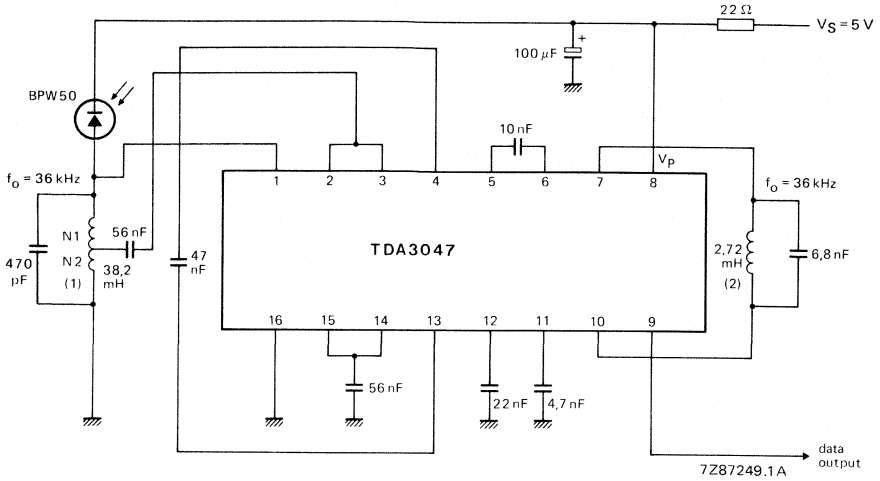 22 Ω
V_S = 5 V
100 µF
+
BPW50
10 nF
V_P
1 2 3 4 5 6 7 8
f_o = 36 kHz
f_o = 36 kHz
N1
56 nF
470 pF
N2
(1)
38,2 mH
47 nF
TDA3047
2,72 mH
(2)
6,8 nF
16 15 14 13 12 11 10 9
56 nF
22 nF
4,7 nF
data output
7Z87249.1A